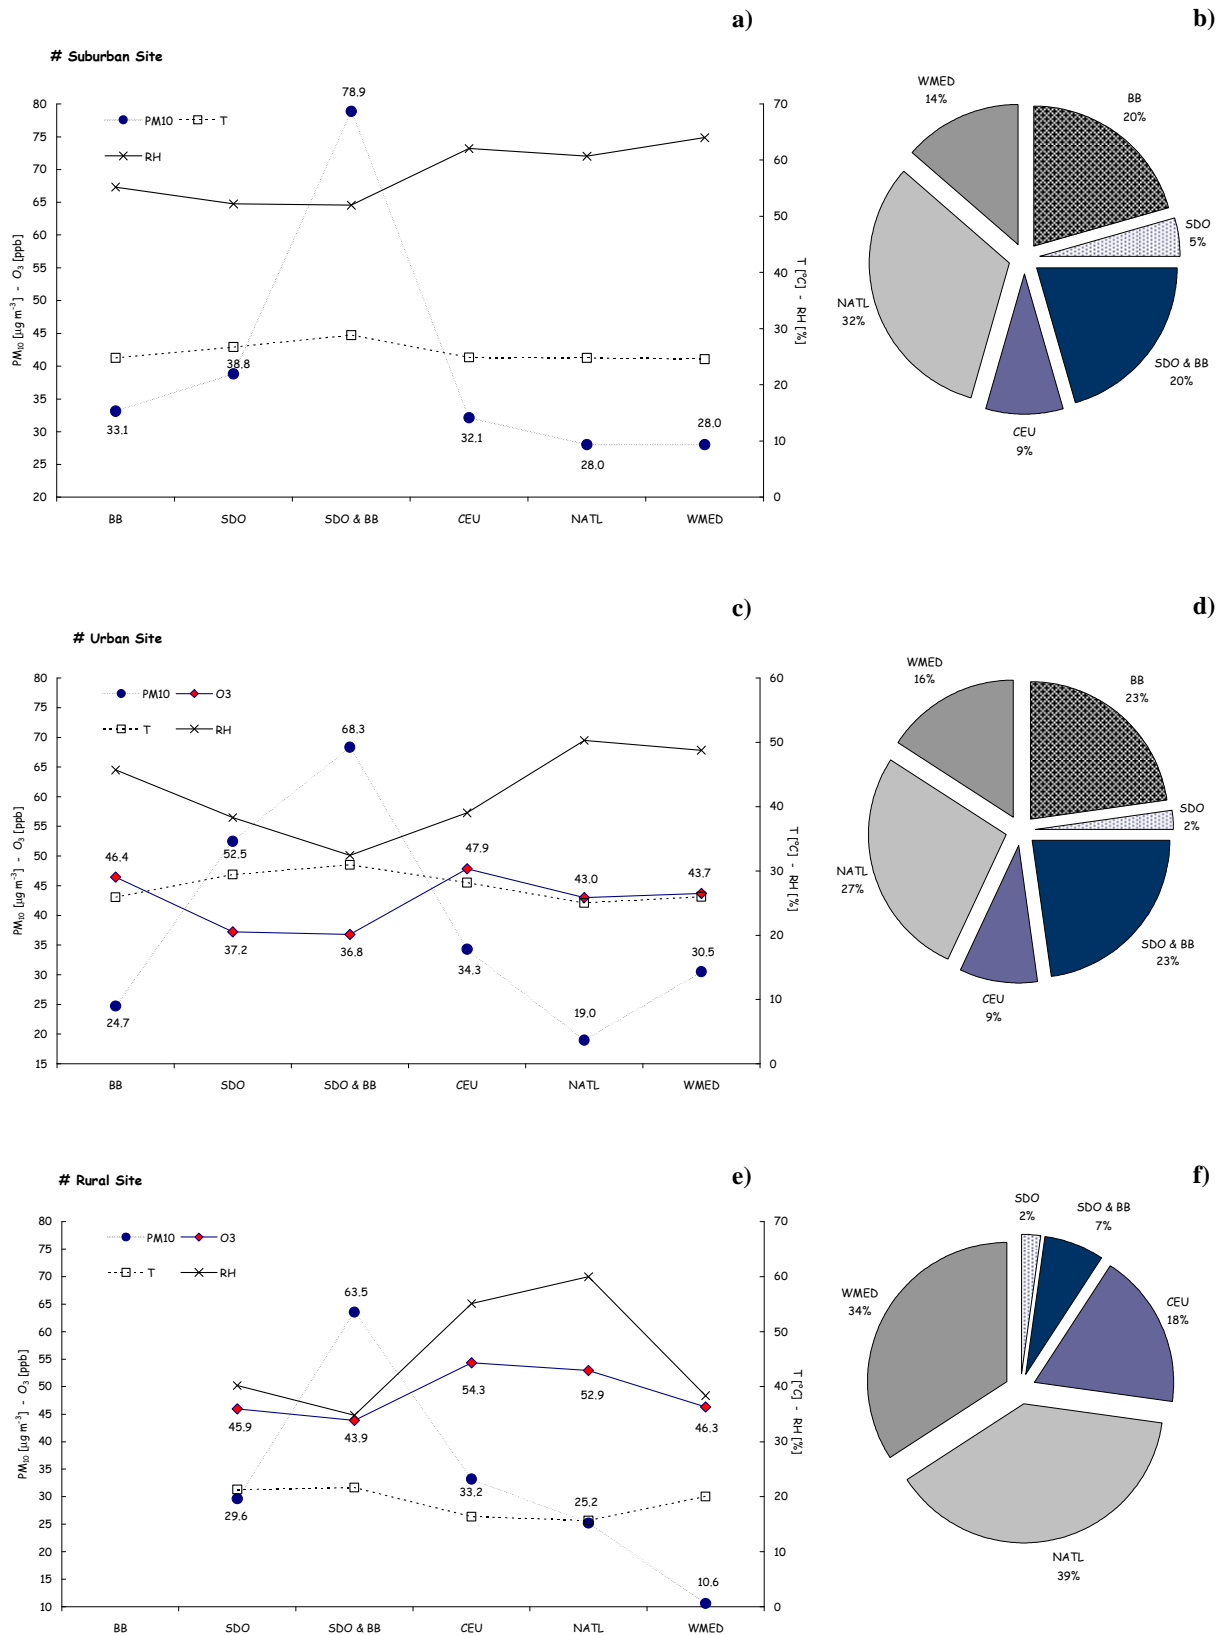 a)
b)
# Suburban Site
PM10
T
RH
80
75
70
65
60
55
50
45
40
35
30
25
20
PM₁₀ [µg m⁻³] - O₃ [ppb]
78.9
38.8
33.1
32.1
28.0
28.0
70
60
50
40
30
20
10
0
T [°C] - RH [%]
BB
SDO
SDO & BB
CEU
NATL
WMED
WMED
14%
BB
20%
SDO
5%
NATL
32%
SDO & BB
20%
CEU
9%
c)
d)
# Urban Site
PM10
O3
T
RH
80
75
70
65
60
55
50
45
40
35
30
25
20
15
PM₁₀ [µg m⁻³] - O₃ [ppb]
68.3
46.4
52.5
47.9
43.0
43.7
37.2
36.8
34.3
30.5
24.7
19.0
60
50
40
30
20
10
0
T [°C] - RH [%]
BB
SDO
SDO & BB
CEU
NATL
WMED
WMED
16%
BB
23%
SDO
2%
NATL
27%
SDO & BB
23%
CEU
9%
e)
f)
# Rural Site
PM10
O3
T
RH
80
75
70
65
60
55
50
45
40
35
30
25
20
15
10
PM₁₀ [µg m⁻³] - O₃ [ppb]
63.5
45.9
43.9
54.3
52.9
46.3
29.6
33.2
25.2
10.6
70
60
50
40
30
20
10
0
T [°C] - RH [%]
BB
SDO
SDO & BB
CEU
NATL
WMED
SDO
2%
SDO & BB
7%
WMED
34%
CEU
18%
NATL
39%